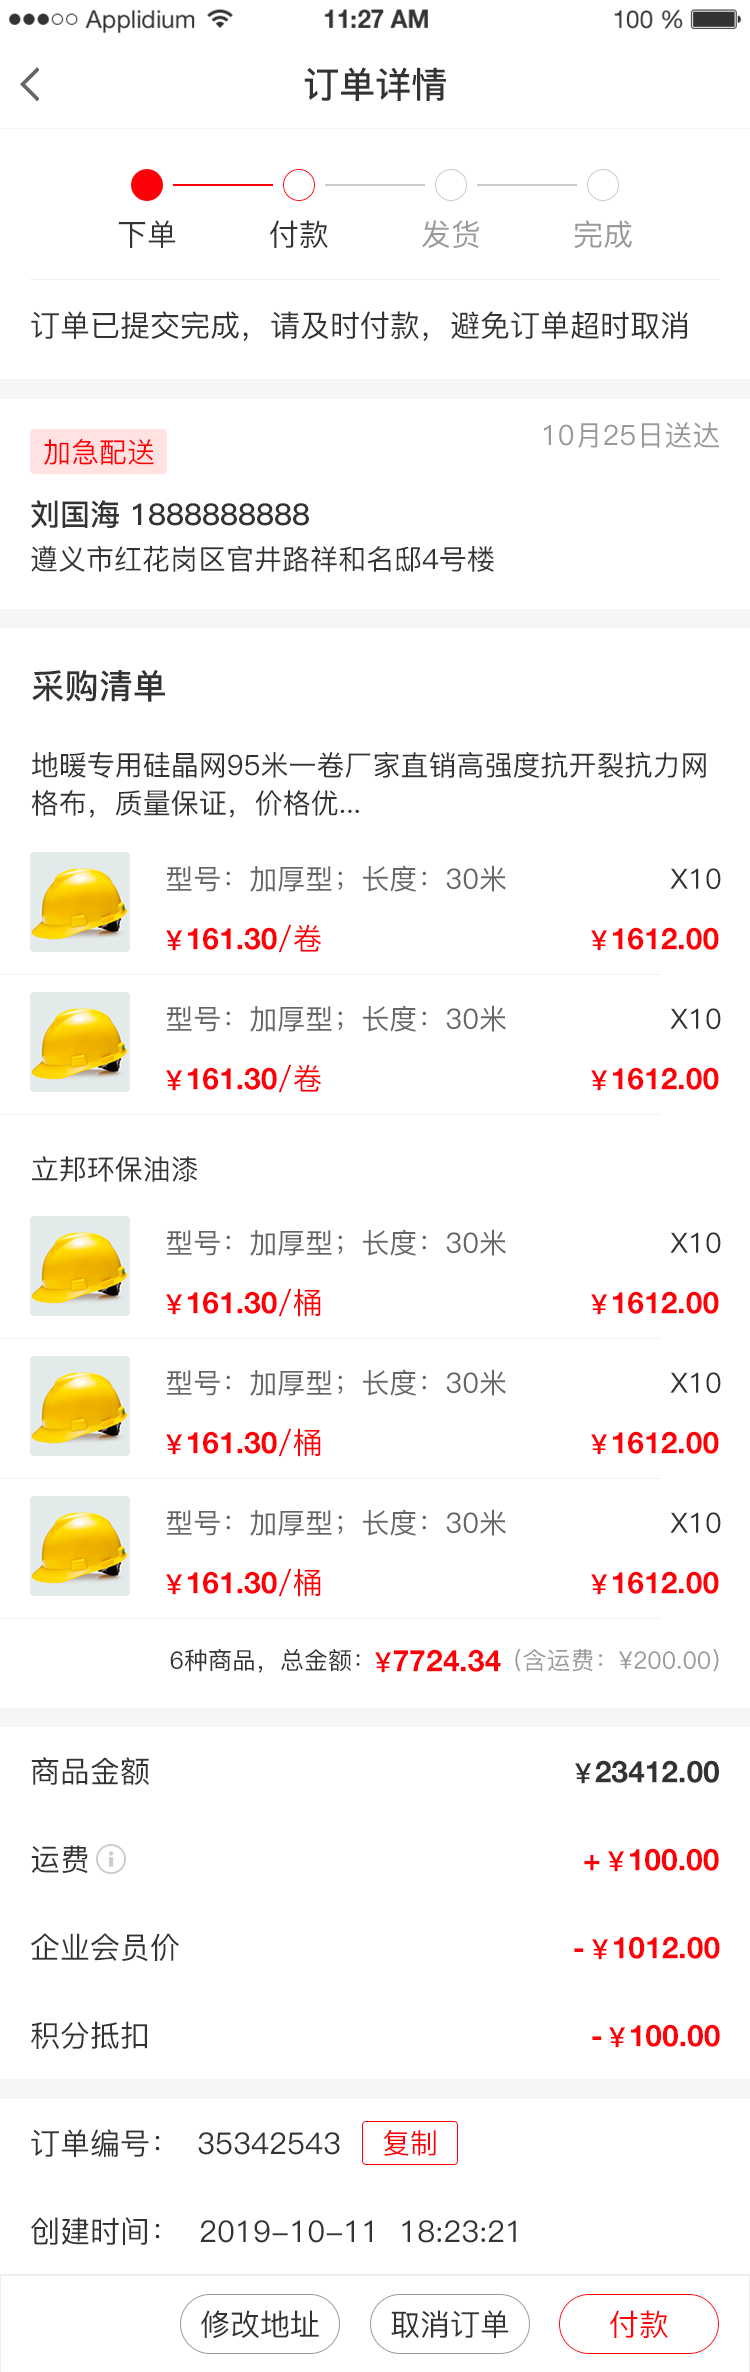 Applidium 11:27 AM 100 %
订单详情
下单 付款 发货 完成
订单已提交完成，请及时付款，避免订单超时取消
加急配送 10月25日送达
刘国海 1888888888
遵义市红花岗区官井路祥和名邸4号楼
采购清单
地暖专用硅晶网95米一卷厂家直销高强度抗开裂抗力网
格布，质量保证，价格优...
型号：加厚型；长度：30米 X10
¥161.30/卷 ¥1612.00
型号：加厚型；长度：30米 X10
¥161.30/卷 ¥1612.00
立邦环保油漆
型号：加厚型；长度：30米 X10
¥161.30/桶 ¥1612.00
型号：加厚型；长度：30米 X10
¥161.30/桶 ¥1612.00
型号：加厚型；长度：30米 X10
¥161.30/桶 ¥1612.00
6种商品，总金额：¥7724.34（含运费：¥200.00）
商品金额 ¥23412.00
运费 +¥100.00
企业会员价 -¥1012.00
积分抵扣 -¥100.00
订单编号： 35342543 复制
创建时间： 2019-10-11 18:23:21
修改地址 取消订单 付款